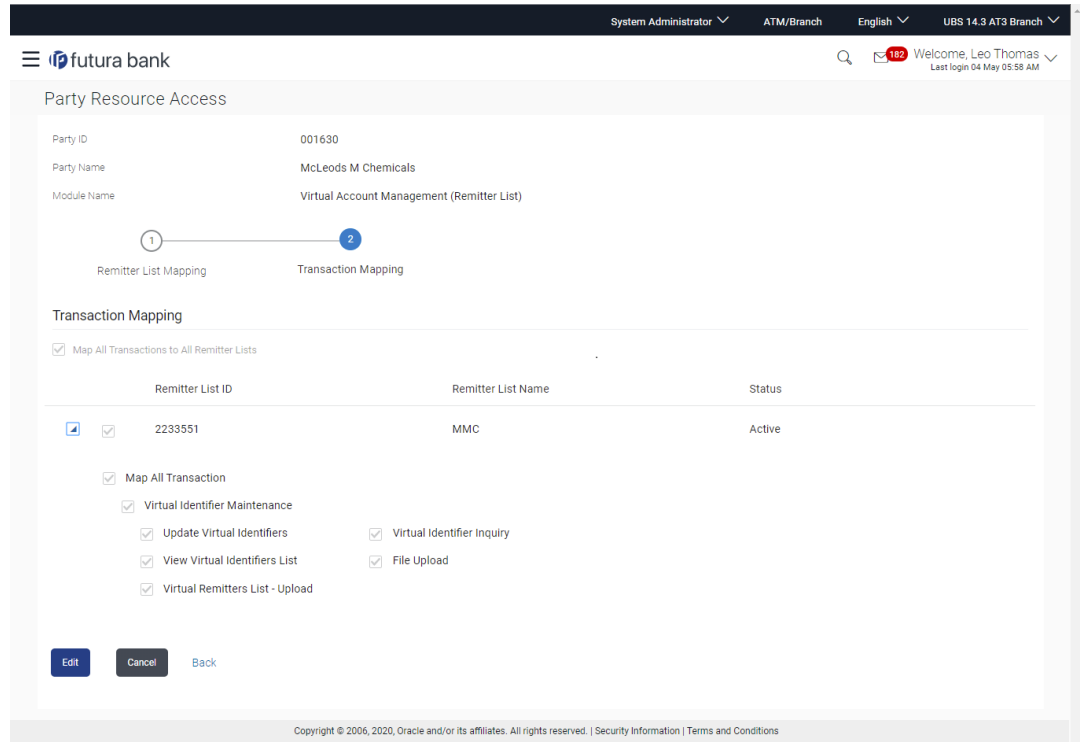 System Administrator ATM/Branch English UBS 14.3 AT3 Branch
futura bank 182 Welcome, Leo Thomas
Last login 04 May 05:58 AM
Party Resource Access
Party ID 001630
Party Name McLeods M Chemicals
Module Name Virtual Account Management (Remitter List)
1 2
Remitter List Mapping Transaction Mapping
Transaction Mapping
Map All Transactions to All Remitter Lists
Remitter List ID Remitter List Name Status
2233551 MMC Active
Map All Transaction
Virtual Identifier Maintenance
Update Virtual Identifiers Virtual Identifier Inquiry
View Virtual Identifiers List File Upload
Virtual Remitters List - Upload
Edit Cancel Back
Copyright © 2006, 2020, Oracle and/or its affiliates. All rights reserved. | Security Information | Terms and Conditions